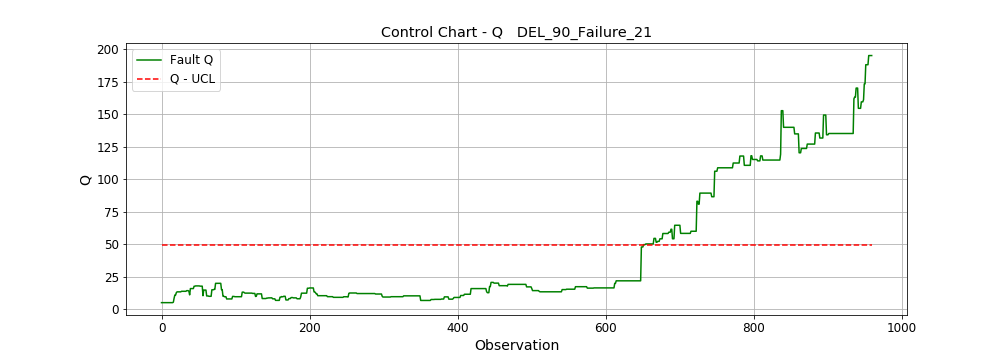 Control Chart - Q   DEL_90_Failure_21
Fault Q
Q - UCL
200
175
150
125
100
75
50
25
0
Q
0 200 400 600 800 1000
Observation